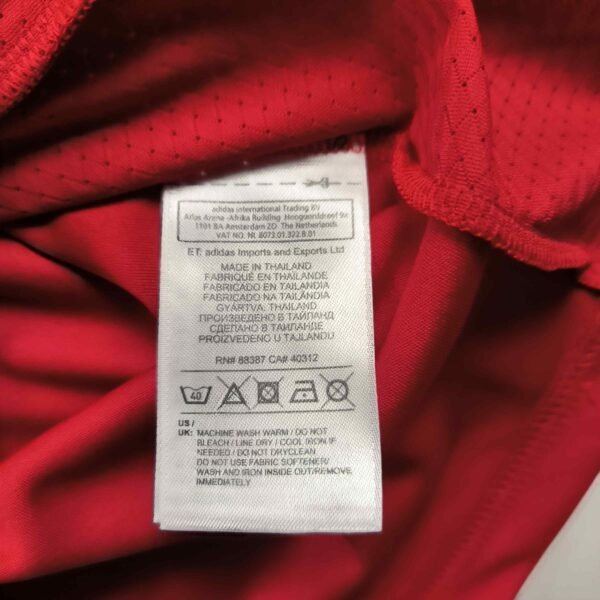 adidas International Trading BV
Atlas Arena -Afrika Building Hoogoorddreef 9a
1101 BA Amsterdam ZO The Netherlands
VAT NO. NL 8073.01.322.B.01
ET: adidas Imports and Exports Ltd
MADE IN THAILAND
FABRIQUÉ EN THAÏLANDE
FABRICADO EN TAILANDIA
FABRICADO NA TAILÂNDIA
GYÁRTVA: THAILAND
ПРОИЗВЕДЕНО В ТАИЛАНД
СДЕЛАНО В ТАИЛАНДЕ
PROIZVEDENO U TAJLANDU
RN# 88387 CA# 40312
40
US /
UK: MACHINE WASH WARM / DO NOT
BLEACH / LINE DRY / COOL IRON IF
NEEDED / DO NOT DRYCLEAN
DO NOT USE FABRIC SOFTENER/
WASH AND IRON INSIDE OUT/REMOVE
IMMEDIATELY